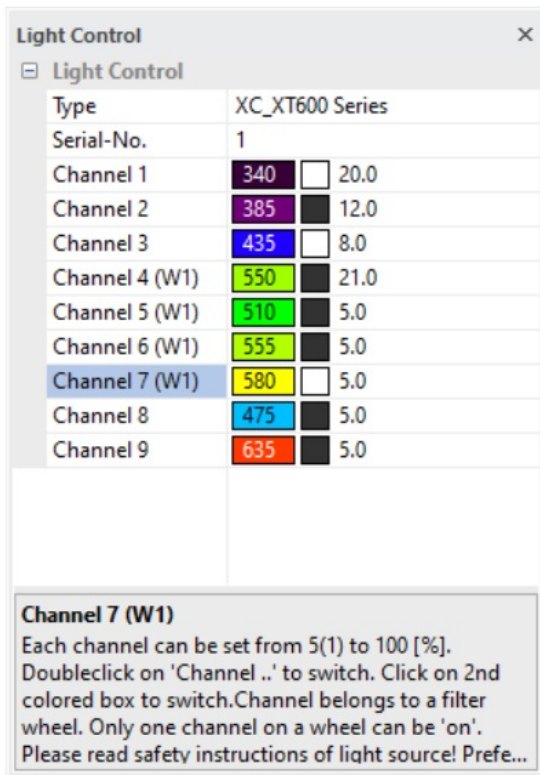 Light Control ×
Light Control
Type XC_XT600 Series
Serial-No. 1
Channel 1 340 20.0
Channel 2 385 12.0
Channel 3 435 8.0
Channel 4 (W1) 550 21.0
Channel 5 (W1) 510 5.0
Channel 6 (W1) 555 5.0
Channel 7 (W1) 580 5.0
Channel 8 475 5.0
Channel 9 635 5.0
Channel 7 (W1)
Each channel can be set from 5(1) to 100 [%].
Doubleclick on 'Channel ..' to switch. Click on 2nd
colored box to switch.Channel belongs to a filter
wheel. Only one channel on a wheel can be 'on'.
Please read safety instructions of light source! Prefe...